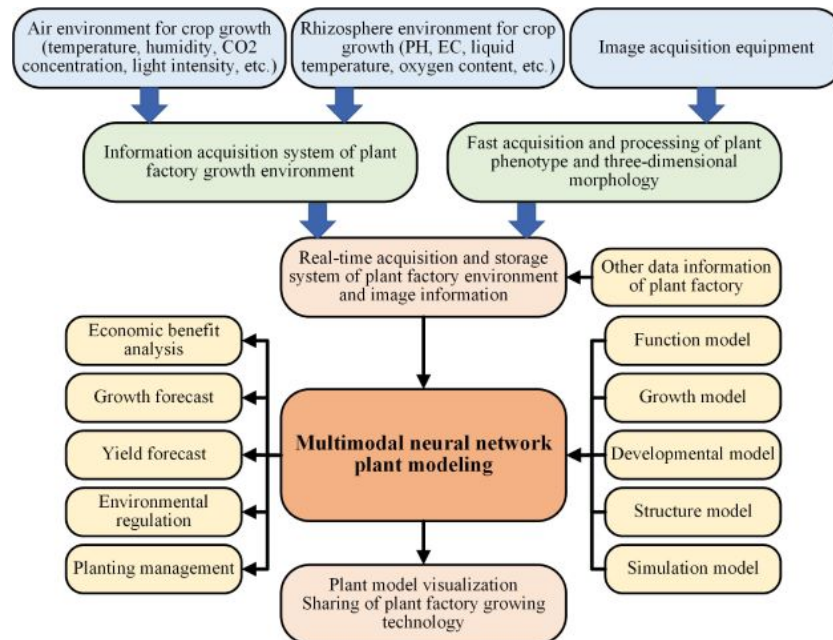 Air environment for crop growth
(temperature, humidity, CO2
concentration, light intensity, etc.)
Rhizosphere environment for crop
growth (PH, EC, liquid
temperature, oxygen content, etc.)
Image acquisition equipment
Information acquisition system of plant
factory growth environment
Fast acquisition and processing of plant
phenotype and three-dimensional
morphology
Real-time acquisition and storage
system of plant factory environment
and image information
Other data information
of plant factory
Economic benefit
analysis
Growth forecast
Yield forecast
Environmental
regulation
Planting management
Multimodal neural network
plant modeling
Function model
Growth model
Developmental model
Structure model
Simulation model
Plant model visualization
Sharing of plant factory growing
technology